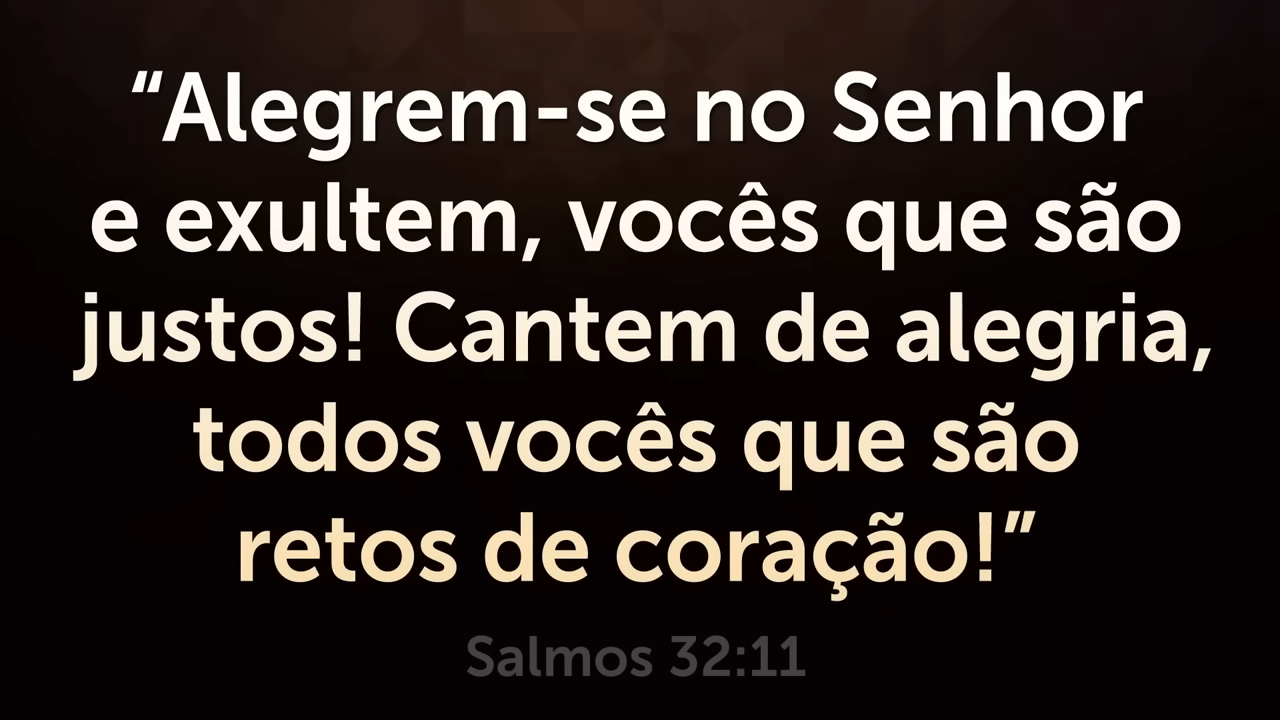 “Alegrem-se no Senhor
e exultem, vocês que são
justos! Cantem de alegria,
todos vocês que são
retos de coração!”
Salmos 32:11